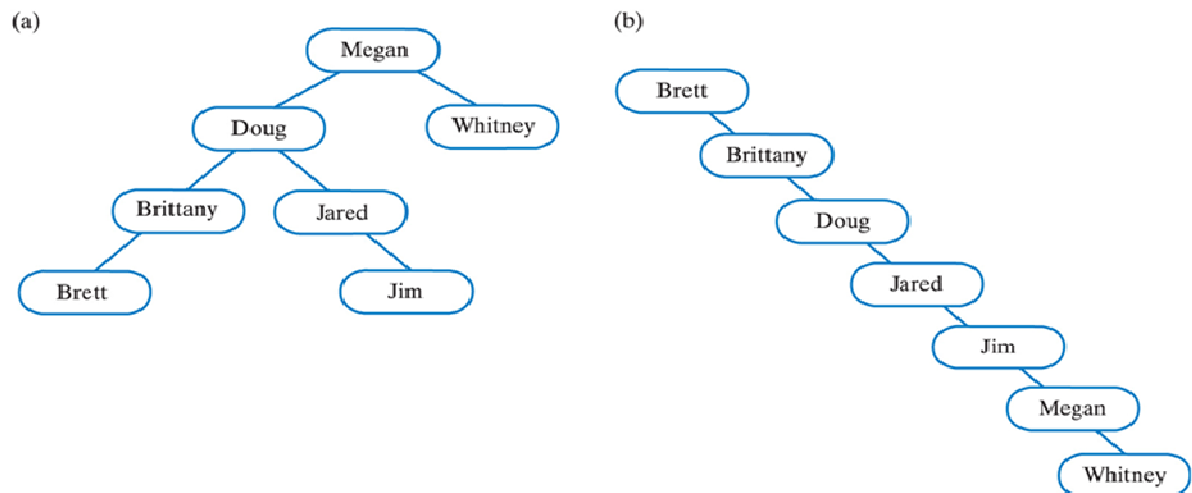 (a)
Megan
Doug
Whitney
Brittany
Jared
Brett
Jim
(b)
Brett
Brittany
Doug
Jared
Jim
Megan
Whitney